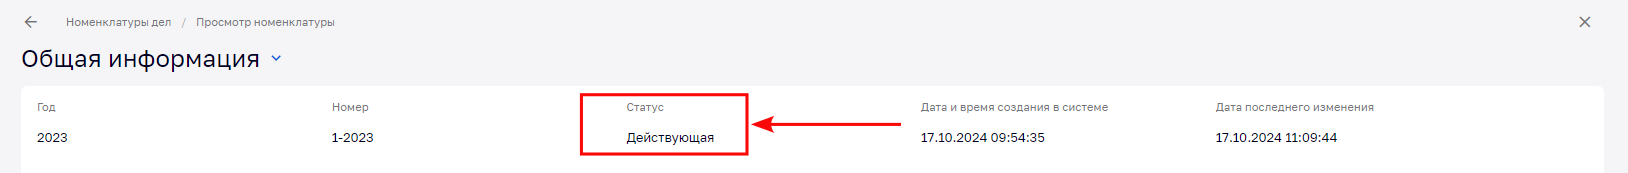 Номенклатуры дел / Просмотр номенклатуры
Общая информация
Год Номер Статус Дата и время создания в системе Дата последнего изменения
2023 1-2023 Действующая 17.10.2024 09:54:35 17.10.2024 11:09:44